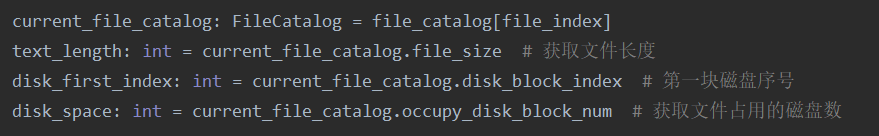 current_file_catalog: FileCatalog = file_catalog[file_index]
text_length: int = current_file_catalog.file_size  # 获取文件长度
disk_first_index: int = current_file_catalog.disk_block_index  # 第一块磁盘序号
disk_space: int = current_file_catalog.occupy_disk_block_num  # 获取文件占用的磁盘数